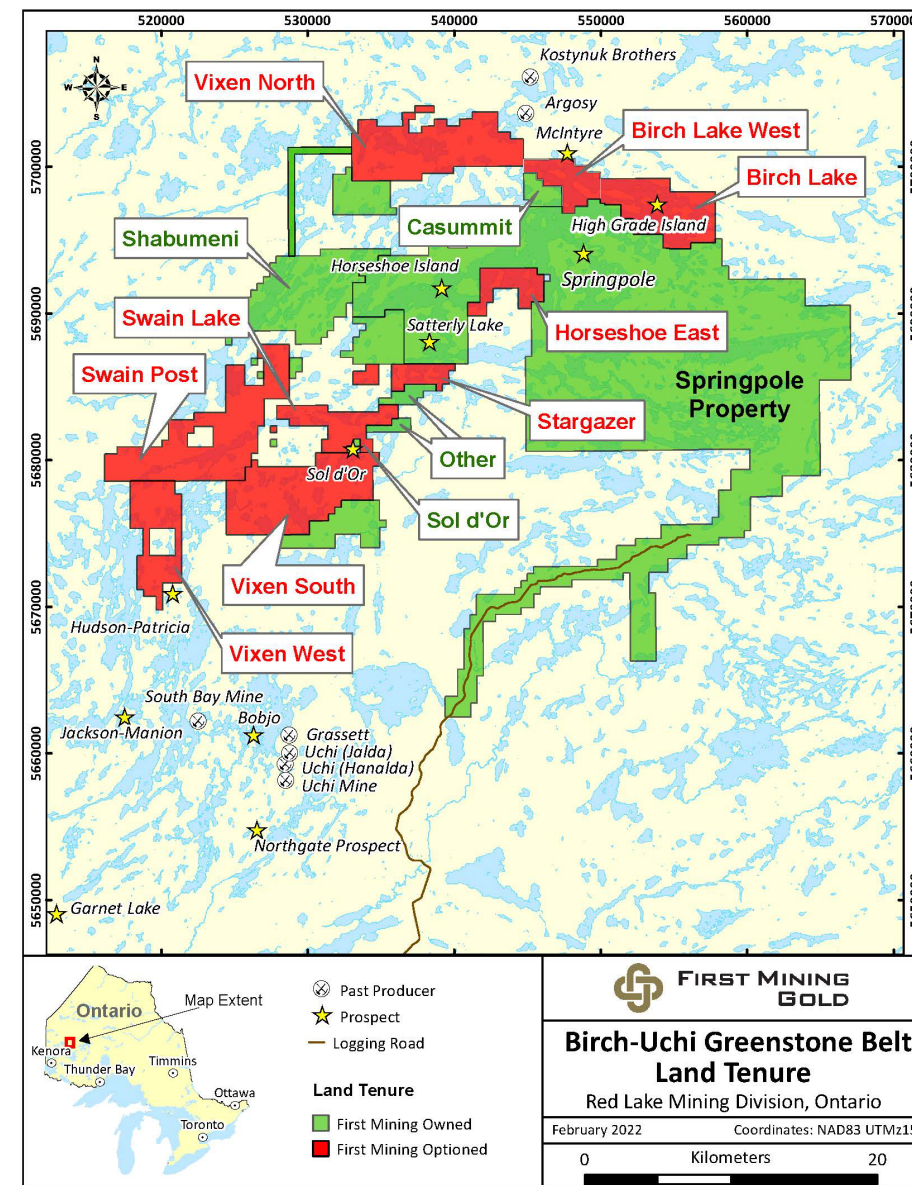 520000 530000 540000 550000 560000 570000
N
W E
S
Kostynuk Brothers
Vixen North
Argosy
McIntyre
Birch Lake West
5700000
Birch Lake
Casummit
High Grade Island
Shabumeni
Horseshoe Island
Springpole
Swain Lake
5690000
Satterly Lake
Horseshoe East
Swain Post
Springpole
Property
Stargazer
5680000
Other
Sol d'Or
Sol d'Or
Vixen South
5670000
Hudson-Patricia
Vixen West
South Bay Mine
Bobjo
Jackson-Manion
Grassett
Uchi (Jalda)
5660000
Uchi (Hanalda)
Uchi Mine
Northgate Prospect
5650000
Garnet Lake
Ontario
Map Extent
Kenora
Thunder Bay
Timmins
Ottawa
Toronto
Past Producer
Prospect
Logging Road
Land Tenure
First Mining Owned
First Mining Optioned
FIRST MINING
GOLD
Birch-Uchi Greenstone Belt
Land Tenure
Red Lake Mining Division, Ontario
February 2022 Coordinates: NAD83 UTMz15
Kilometers
0 20